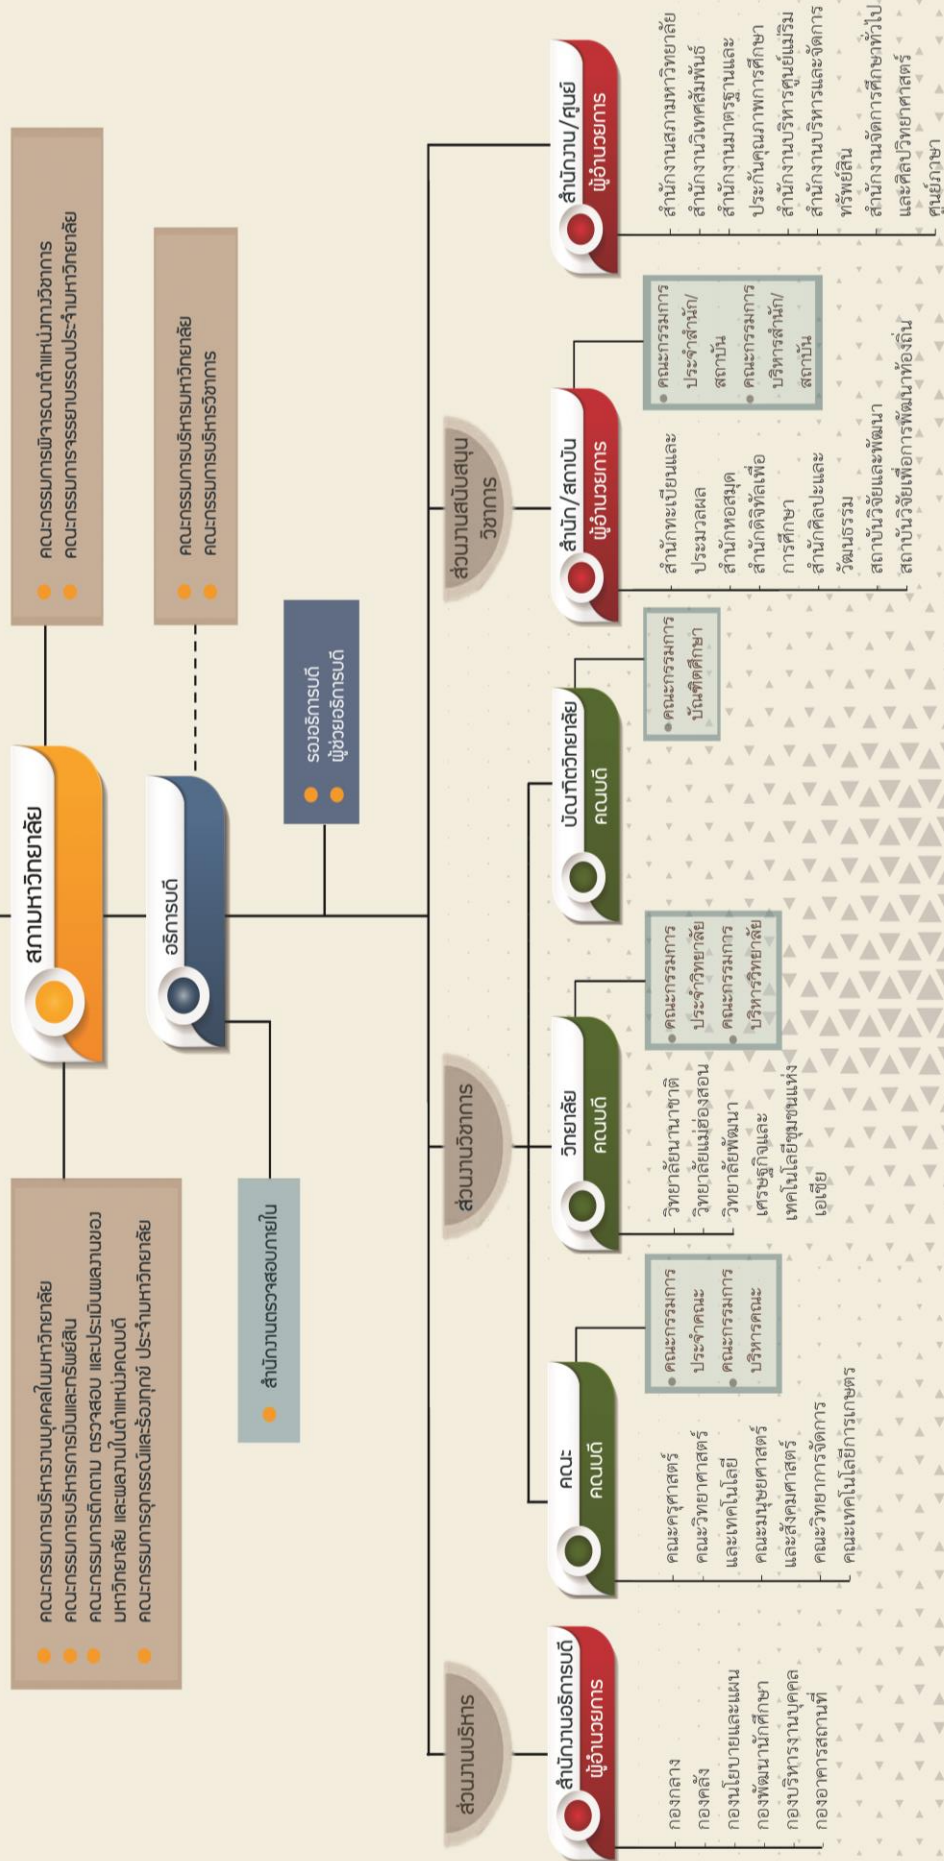 สภามหาวิทยาลัย
คณะกรรมการบริหารงานบุคคลในมหาวิทยาลัย
คณะกรรมการบริหารการเงินและทรัพย์สิน
คณะกรรมการติดตาม ตรวจสอบ และประเมินผลงานของ
มหาวิทยาลัย และผลงานในตำแหน่งคณบดี
คณะกรรมการอุทธรณ์และร้องทุกข์ ประจำมหาวิทยาลัย
คณะกรรมการพิจารณาตำแหน่งทางวิชาการ
คณะกรรมการจรรยาบรรณประจำมหาวิทยาลัย
อธิการบดี
คณะกรรมการบริหารมหาวิทยาลัย
คณะกรรมการบริหารวิชาการ
สำนักงานตรวจสอบภายใน
รองอธิการบดี
ผู้ช่วยอธิการบดี
ส่วนงานบริหาร
ส่วนงานวิชาการ
ส่วนงานสนับสนุน
วิชาการ
สำนักงานอธิการบดี
ผู้อำนวยการ
กองกลาง
กองคลัง
กองนโยบายและแผน
กองพัฒนานักศึกษา
กองบริหารงานบุคคล
กองอาคารสถานที่
คณะ
คณบดี
คณะกรรมการ
ประจำคณะ
คณะกรรมการ
บริหารคณะ
คณะครุศาสตร์
คณะวิทยาศาสตร์
และเทคโนโลยี
คณะมนุษยศาสตร์
และสังคมศาสตร์
คณะวิทยาการจัดการ
คณะเทคโนโลยีการเกษตร
วิทยาลัย
คณบดี
คณะกรรมการ
ประจำวิทยาลัย
คณะกรรมการ
บริหารวิทยาลัย
วิทยาลัยนานาชาติ
วิทยาลัยแม่ฮ่องสอน
วิทยาลัยพัฒนา
เศรษฐกิจและ
เทคโนโลยีชุมชนแห่ง
เอเชีย
บัณฑิตวิทยาลัย
คณบดี
คณะกรรมการ
บัณฑิตศึกษา
สำนัก/สถาบัน
ผู้อำนวยการ
คณะกรรมการ
ประจำสำนัก/
สถาบัน
คณะกรรมการ
บริหารสำนัก/
สถาบัน
สำนักทะเบียนและ
ประมวลผล
สำนักหอสมุด
สำนักดิจิทัลเพื่อ
การศึกษา
สำนักศิลปะและ
วัฒนธรรม
สถาบันวิจัยและพัฒนา
สถาบันวิจัยเพื่อการพัฒนาท้องถิ่น
สำนักงาน/ศูนย์
ผู้อำนวยการ
สำนักงานสภามหาวิทยาลัย
สำนักงานวิเทศสัมพันธ์
สำนักงานมาตรฐานและ
ประกันคุณภาพการศึกษา
สำนักงานบริหารศูนย์แม่ริม
สำนักงานบริหารและจัดการ
ทรัพย์สิน
สำนักงานจัดการศึกษาทั่วไป
และศิลปวิทยาศาสตร์
ศูนย์ภาษา